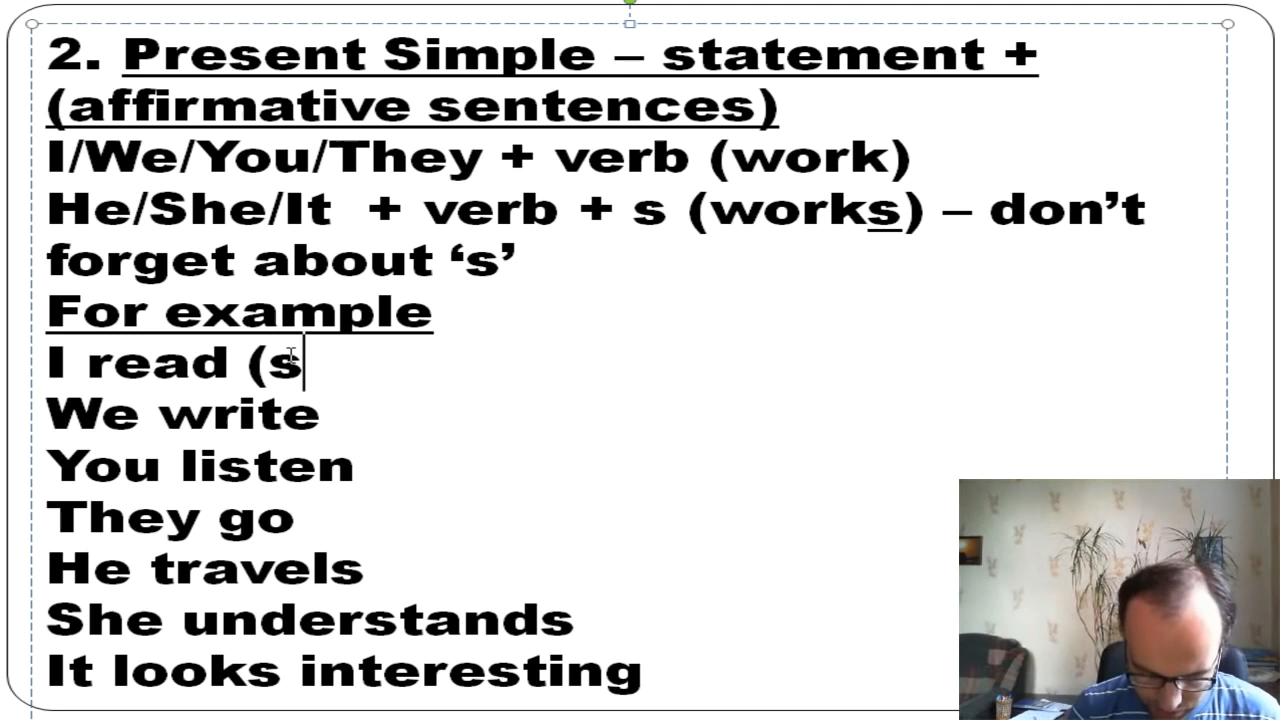 2. Present Simple – statement +
(affirmative sentences)
I/We/You/They + verb (work)
He/She/It + verb + s (works) – don’t
forget about ‘s’
For example
I read (s
We write
You listen
They go
He travels
She understands
It looks interesting